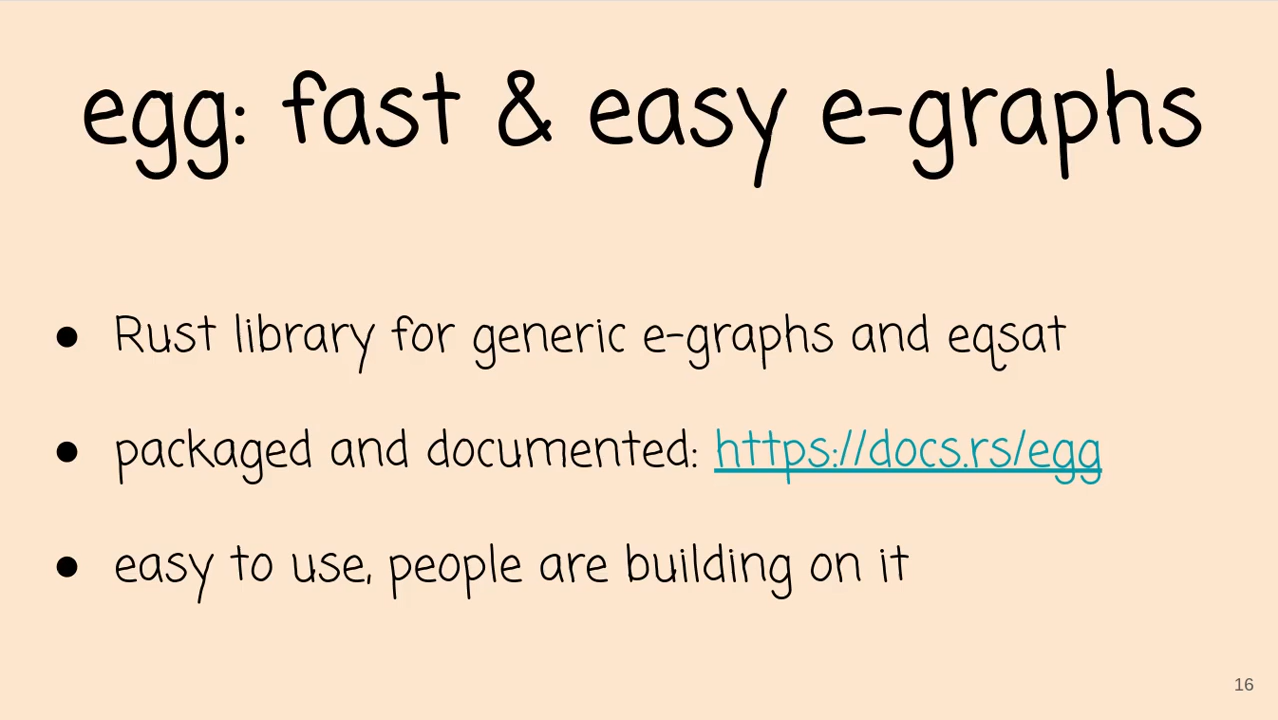 egg: fast & easy e-graphs
● Rust library for generic e-graphs and eqsat
● packaged and documented: https://docs.rs/egg
● easy to use, people are building on it
16